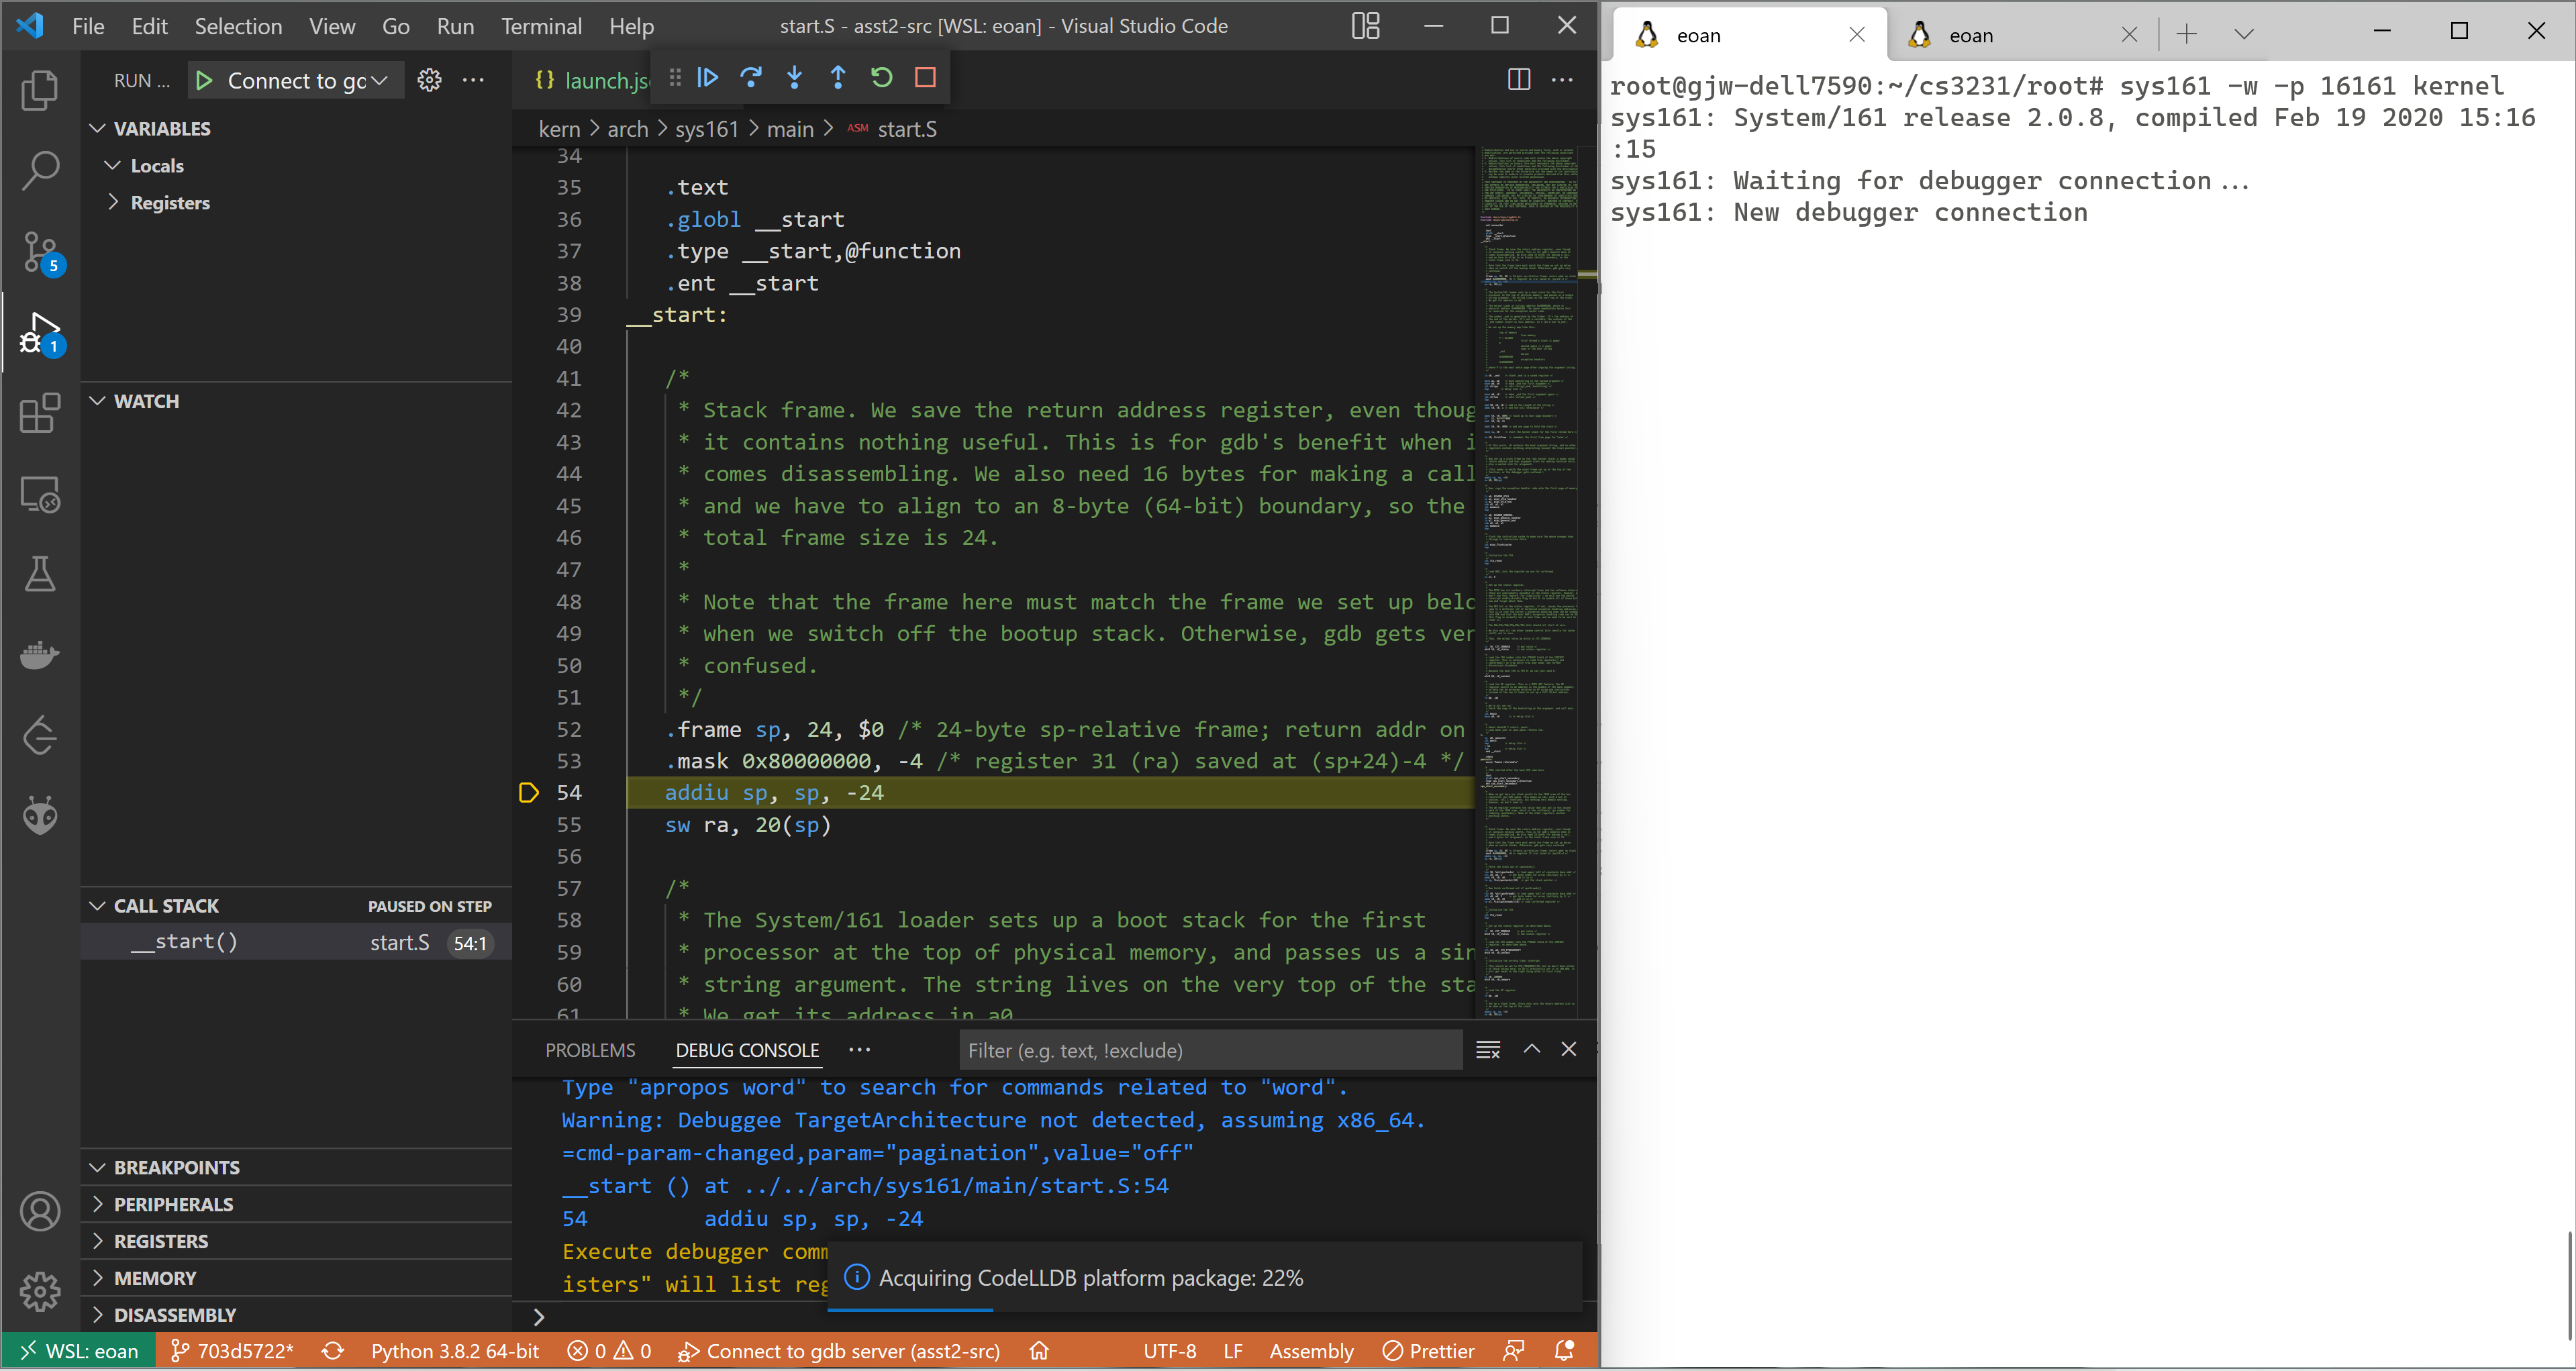 File Edit Selection View Go Run Terminal Help
start.S - asst2-src [WSL: eoan] - Visual Studio Code
RUN ...
Connect to gc
VARIABLES
Locals
Registers
WATCH
CALL STACK
PAUSED ON STEP
__start()
start.S
54:1
BREAKPOINTS
PERIPHERALS
REGISTERS
MEMORY
DISASSEMBLY
5
1
{} launch.js
kern > arch > sys161 > main > ASM start.S
34
35 .text
36 .globl __start
37 .type __start,@function
38 .ent __start
39 __start:
40
41 /*
42 * Stack frame. We save the return address register, even thoug
43 * it contains nothing useful. This is for gdb's benefit when i
44 * comes disassembling. We also need 16 bytes for making a call
45 * and we have to align to an 8-byte (64-bit) boundary, so the
46 * total frame size is 24.
47 *
48 * Note that the frame here must match the frame we set up belo
49 * when we switch off the bootup stack. Otherwise, gdb gets ver
50 * confused.
51 */
52 .frame sp, 24, $0 /* 24-byte sp-relative frame; return addr on
53 .mask 0x80000000, -4 /* register 31 (ra) saved at (sp+24)-4 */
54 addiu sp, sp, -24
55 sw ra, 20(sp)
56
57 /*
58 * The System/161 loader sets up a boot stack for the first
59 * processor at the top of physical memory, and passes us a sin
60 * string argument. The string lives on the very top of the sta
61 * We get its address in a0
PROBLEMS
DEBUG CONSOLE
Filter (e.g. text, !exclude)
Type "apropos word" to search for commands related to "word".
Warning: Debuggee TargetArchitecture not detected, assuming x86_64.
=cmd-param-changed,param="pagination",value="off"
__start () at ../../arch/sys161/main/start.S:54
54 addiu sp, sp, -24
Execute debugger comm
isters" will list reg
Acquiring CodeLLDB platform package: 22%
>
WSL: eoan
703d5722*
Python 3.8.2 64-bit
0 0
Connect to gdb server (asst2-src)
UTF-8
LF
Assembly
Prettier
eoan
eoan
root@gjw-dell7590:~/cs3231/root# sys161 -w -p 16161 kernel
sys161: System/161 release 2.0.8, compiled Feb 19 2020 15:16
:15
sys161: Waiting for debugger connection...
sys161: New debugger connection